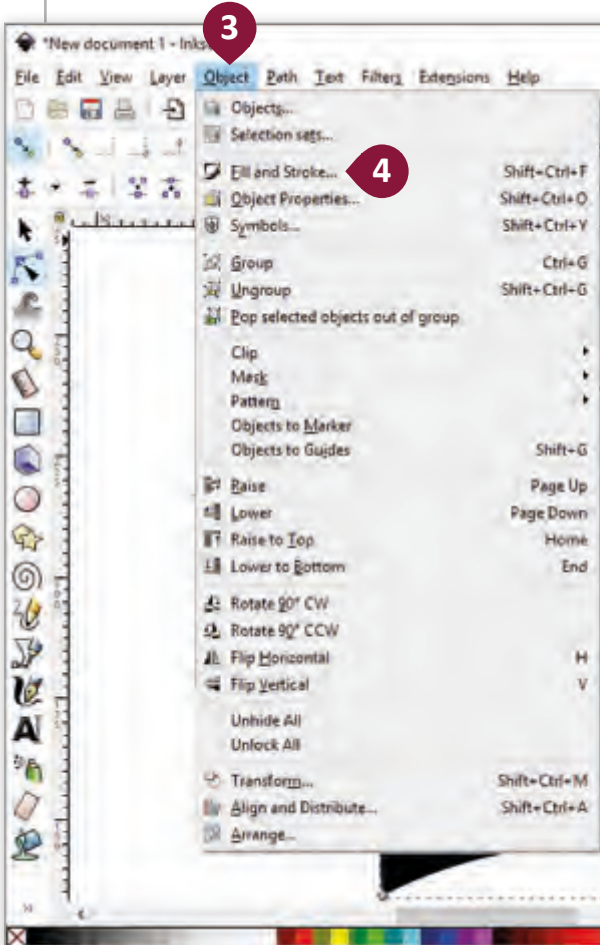 3
*New document 1 - Inks
File Edit View Layer Object Path Text Filters Extensions Help
Objects...
Selection sets...
Fill and Stroke... 4 Shift+Ctrl+F
Object Properties... Shift+Ctrl+O
Symbols... Shift+Ctrl+Y
Group Ctrl+G
Ungroup Shift+Ctrl+G
Pop selected objects out of group
Clip
Mask
Pattern
Objects to Marker
Objects to Guides Shift+G
Raise Page Up
Lower Page Down
Raise to Top Home
Lower to Bottom End
Rotate 90° CW
Rotate 90° CCW
Flip Horizontal H
Flip Vertical V
Unhide All
Unlock All
Transform... Shift+Ctrl+M
Align and Distribute... Shift+Ctrl+A
Arrange...